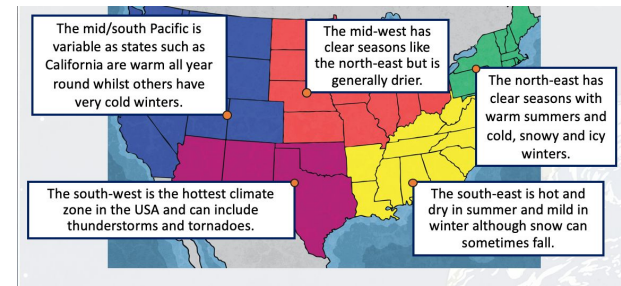 The mid/south Pacific is
variable as states such as
California are warm all year
round whilst others have
very cold winters.
The mid-west has
clear seasons like
the north-east but is
generally drier.
The north-east has
clear seasons with
warm summers and
cold, snowy and icy
winters.
The south-west is the hottest climate
zone in the USA and can include
thunderstorms and tornadoes.
The south-east is hot and
dry in summer and mild in
winter although snow can
sometimes fall.